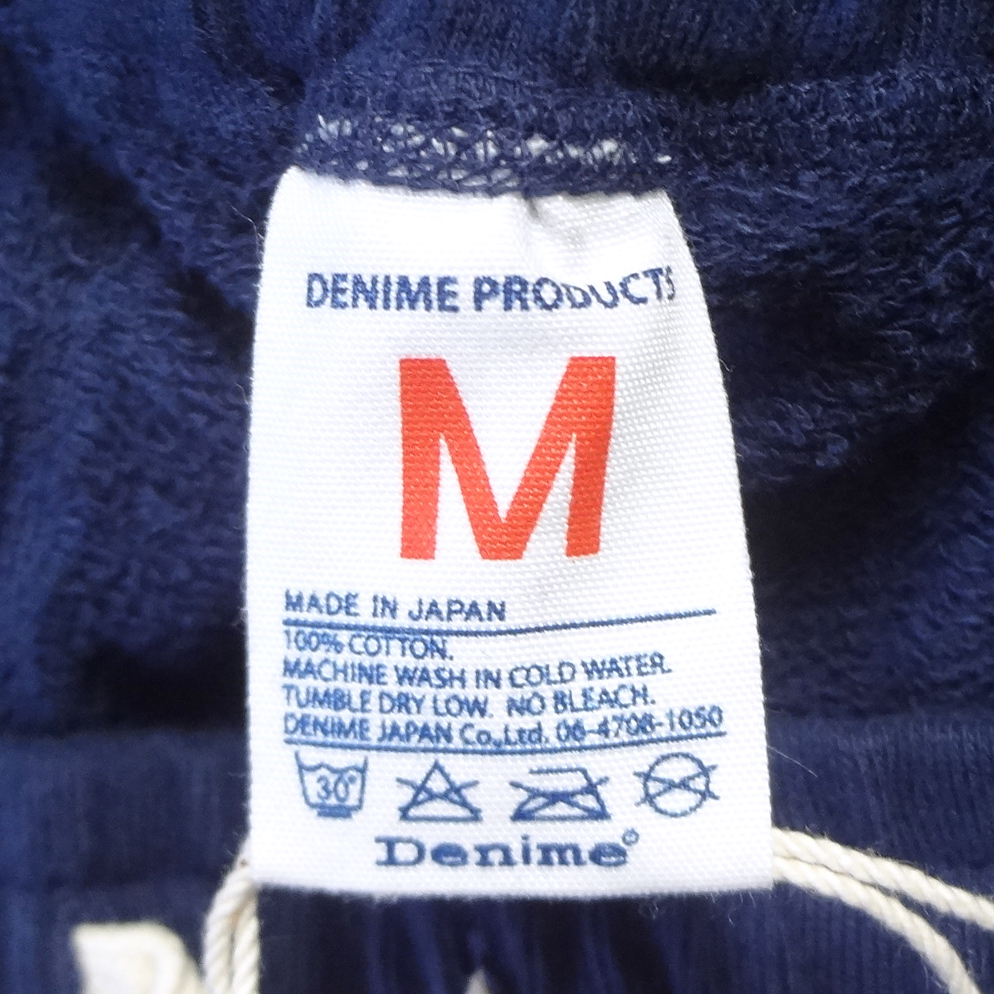 DENIME PRODUCTS
M
MADE IN JAPAN
100% COTTON.
MACHINE WASH IN COLD WATER.
TUMBLE DRY LOW. NO BLEACH.
DENIME JAPAN Co.,Ltd. 06-4708-1050
30°
Denime®